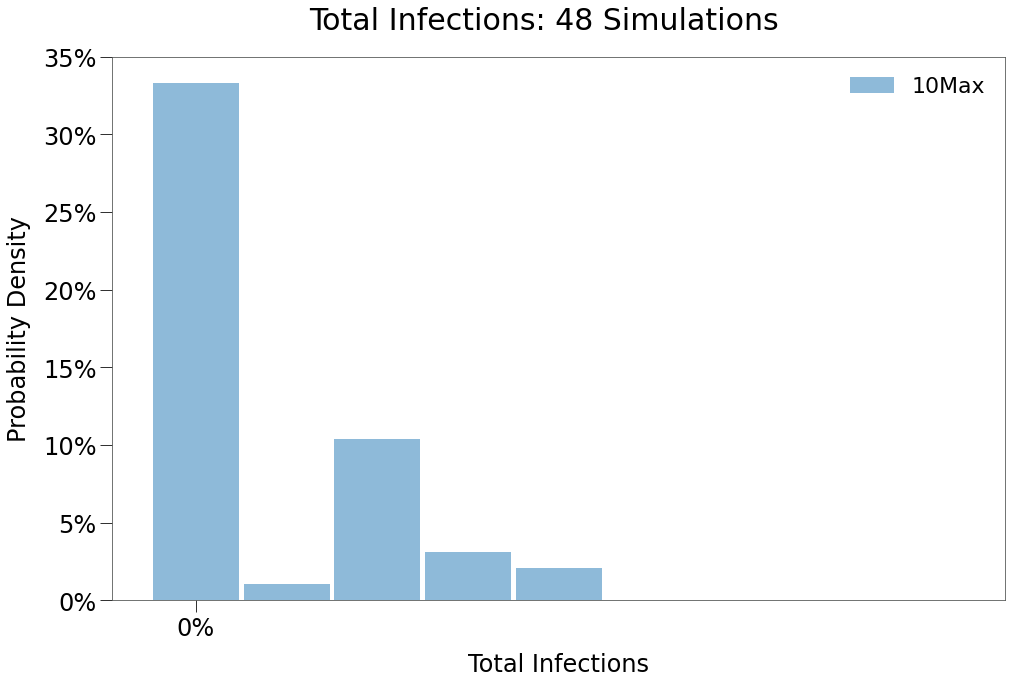 Total Infections: 48 Simulations
35%
30%
25%
20%
15%
10%
5%
0%
Probability Density
10Max
0%
Total Infections